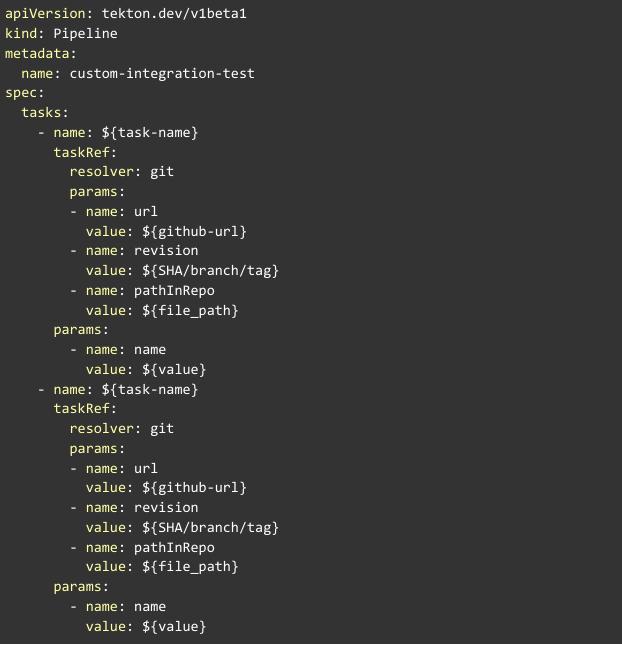 apiVersion: tekton.dev/v1beta1
kind: Pipeline
metadata:
  name: custom-integration-test
spec:
  tasks:
    - name: ${task-name}
      taskRef:
        resolver: git
        params:
        - name: url
          value: ${github-url}
        - name: revision
          value: ${SHA/branch/tag}
        - name: pathInRepo
          value: ${file_path}
      params:
        - name: name
          value: ${value}
    - name: ${task-name}
      taskRef:
        resolver: git
        params:
        - name: url
          value: ${github-url}
        - name: revision
          value: ${SHA/branch/tag}
        - name: pathInRepo
          value: ${file_path}
      params:
        - name: name
          value: ${value}